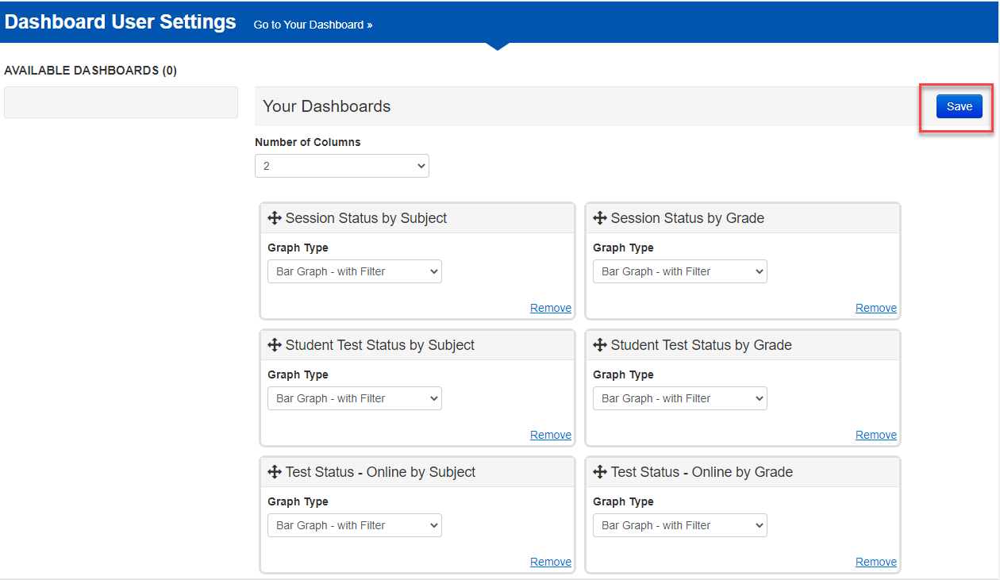 Dashboard User Settings Go to Your Dashboard »
AVAILABLE DASHBOARDS (0)
Your Dashboards
Save
Number of Columns
2
Session Status by Subject
Graph Type
Bar Graph - with Filter
Remove
Session Status by Grade
Graph Type
Bar Graph - with Filter
Remove
Student Test Status by Subject
Graph Type
Bar Graph - with Filter
Remove
Student Test Status by Grade
Graph Type
Bar Graph - with Filter
Remove
Test Status - Online by Subject
Graph Type
Bar Graph - with Filter
Remove
Test Status - Online by Grade
Graph Type
Bar Graph - with Filter
Remove